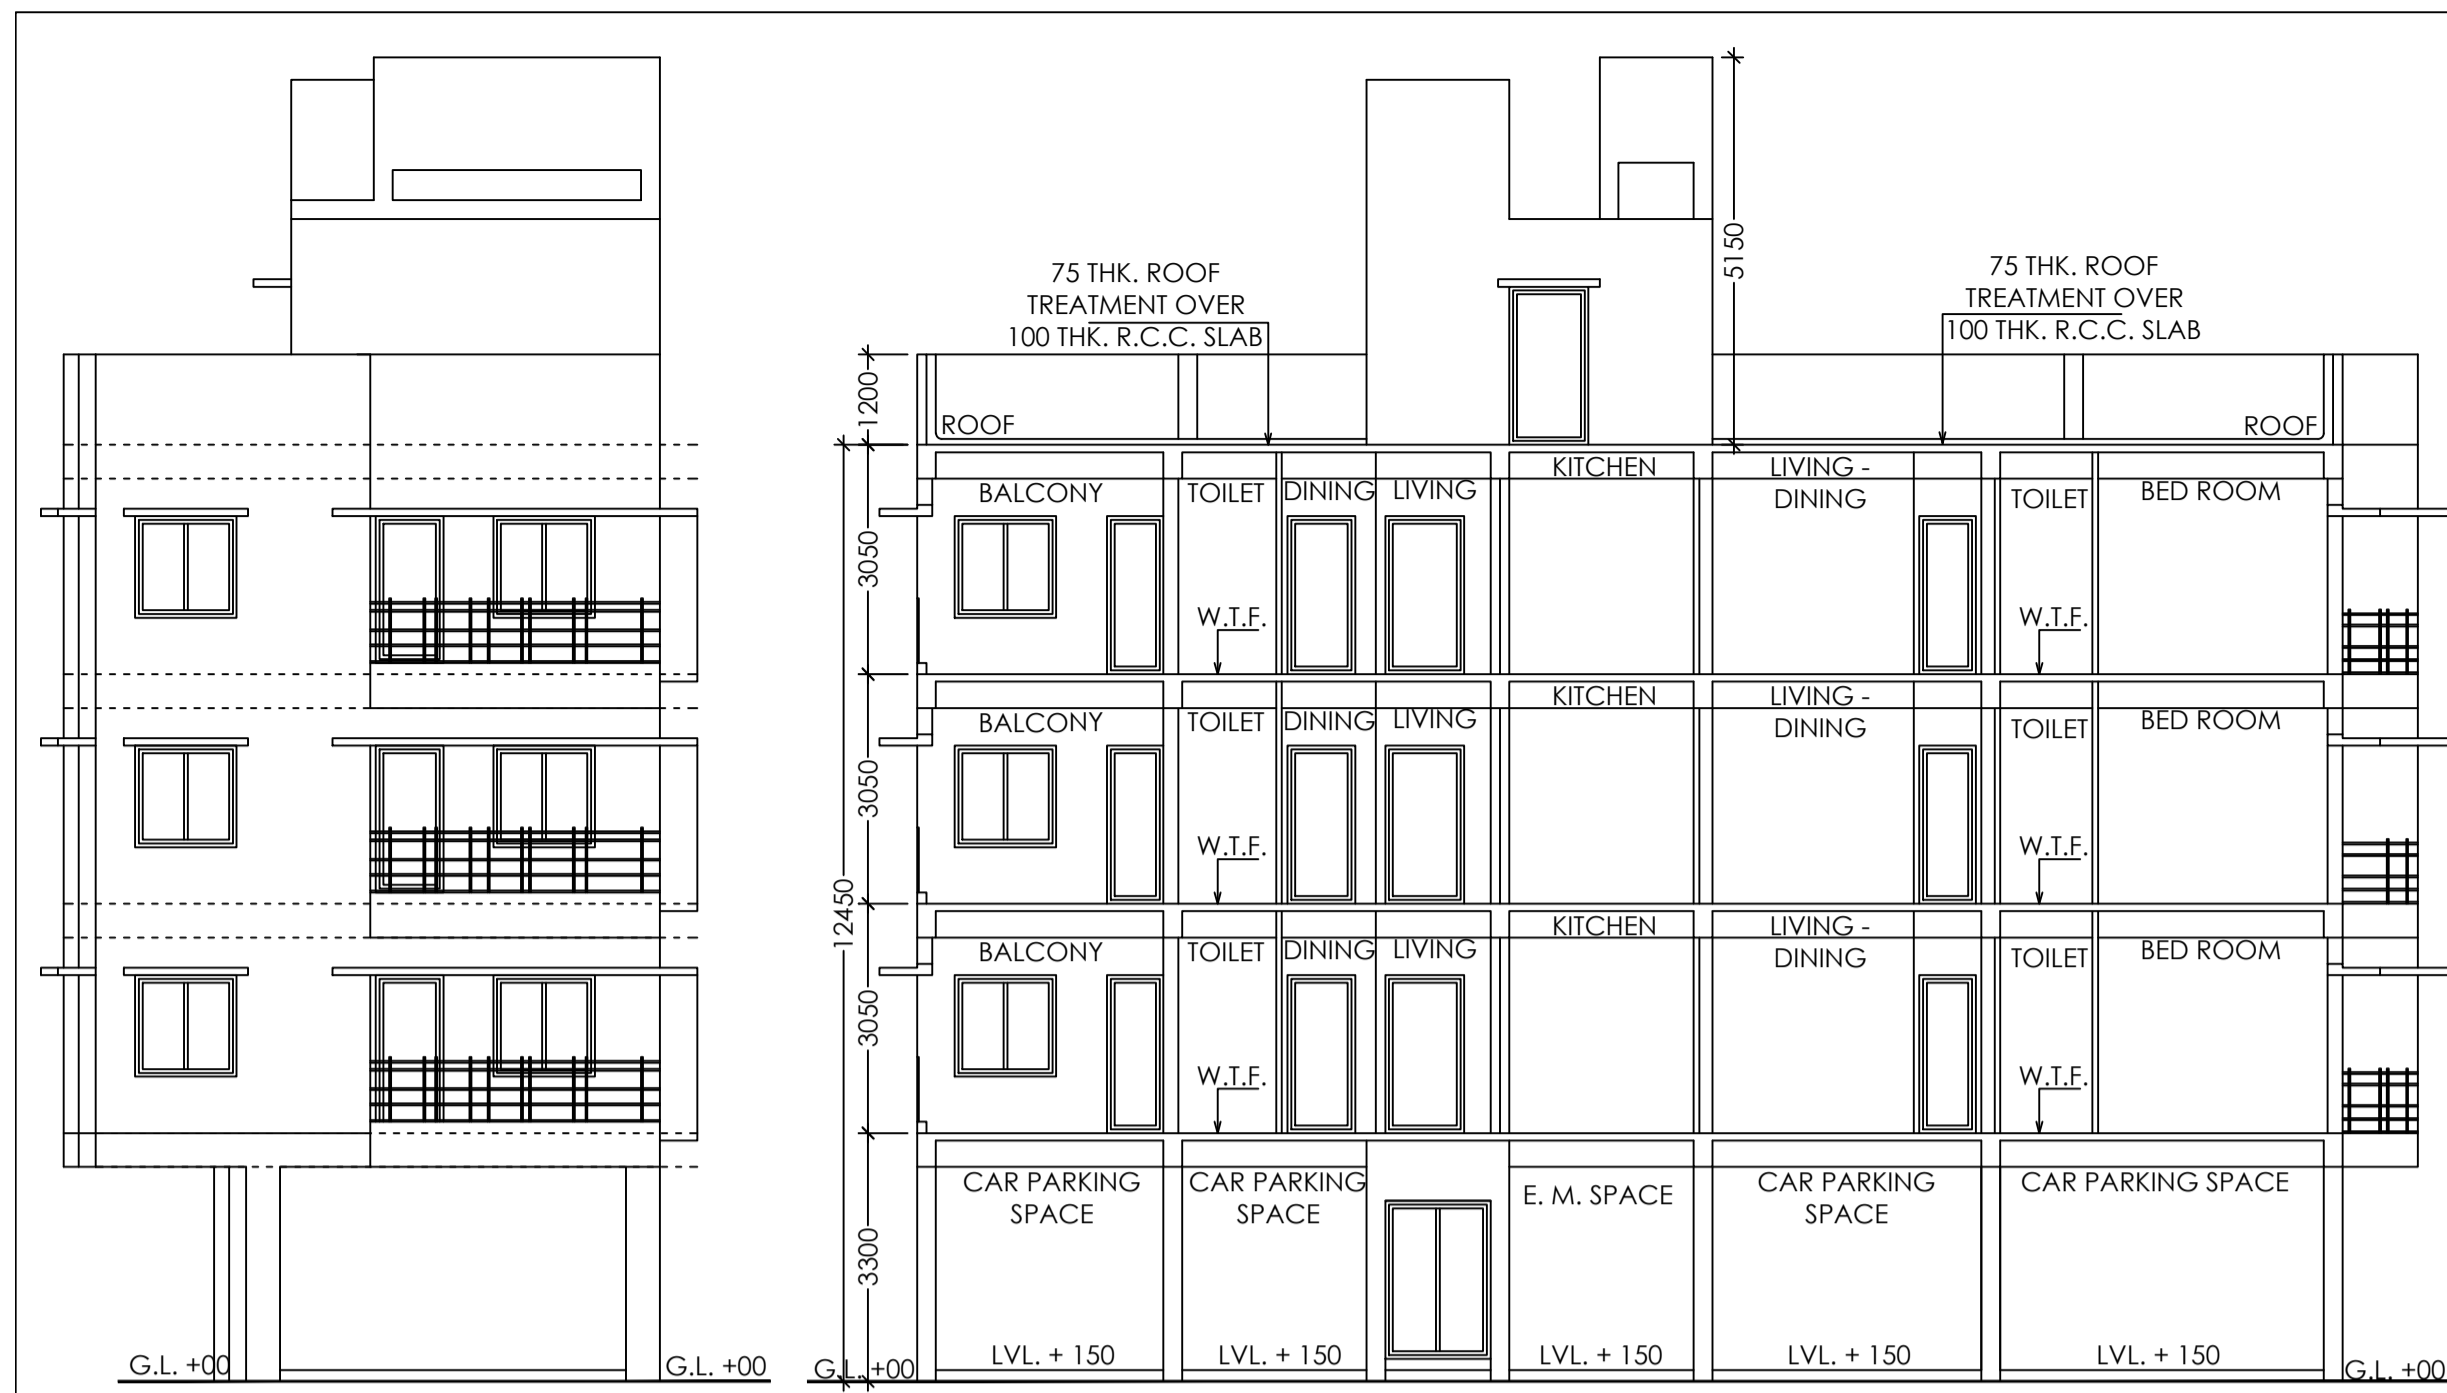 75 THK. ROOF
TREATMENT OVER
100 THK. R.C.C. SLAB
5150
75 THK. ROOF
TREATMENT OVER
100 THK. R.C.C. SLAB
1200
ROOF
ROOF
3050
KITCHEN
LIVING -
DINING
BALCONY
TOILET
DINING
LIVING
TOILET
BED ROOM
W.T.F.
W.T.F.
3050
KITCHEN
LIVING -
DINING
BALCONY
TOILET
DINING
LIVING
TOILET
BED ROOM
W.T.F.
W.T.F.
12450
3050
KITCHEN
LIVING -
DINING
BALCONY
TOILET
DINING
LIVING
TOILET
BED ROOM
W.T.F.
W.T.F.
3300
CAR PARKING
SPACE
CAR PARKING
SPACE
E. M. SPACE
CAR PARKING
SPACE
CAR PARKING SPACE
LVL. + 150
LVL. + 150
LVL. + 150
LVL. + 150
LVL. + 150
G.L. +00
G.L. +00
G.L. +00
G.L. +00